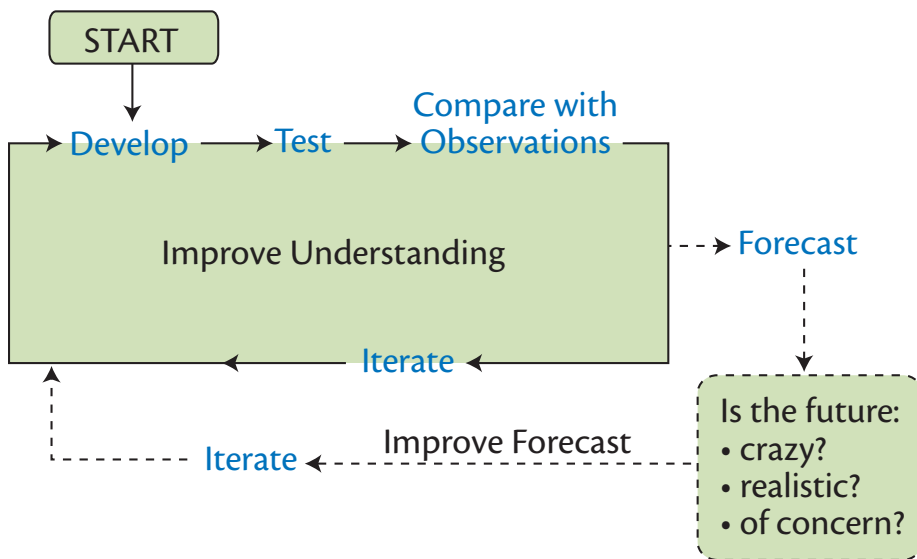 START
Develop
Test
Compare with
Observations
Improve Understanding
Forecast
Iterate
Is the future:
• crazy?
• realistic?
• of concern?
Improve Forecast
Iterate